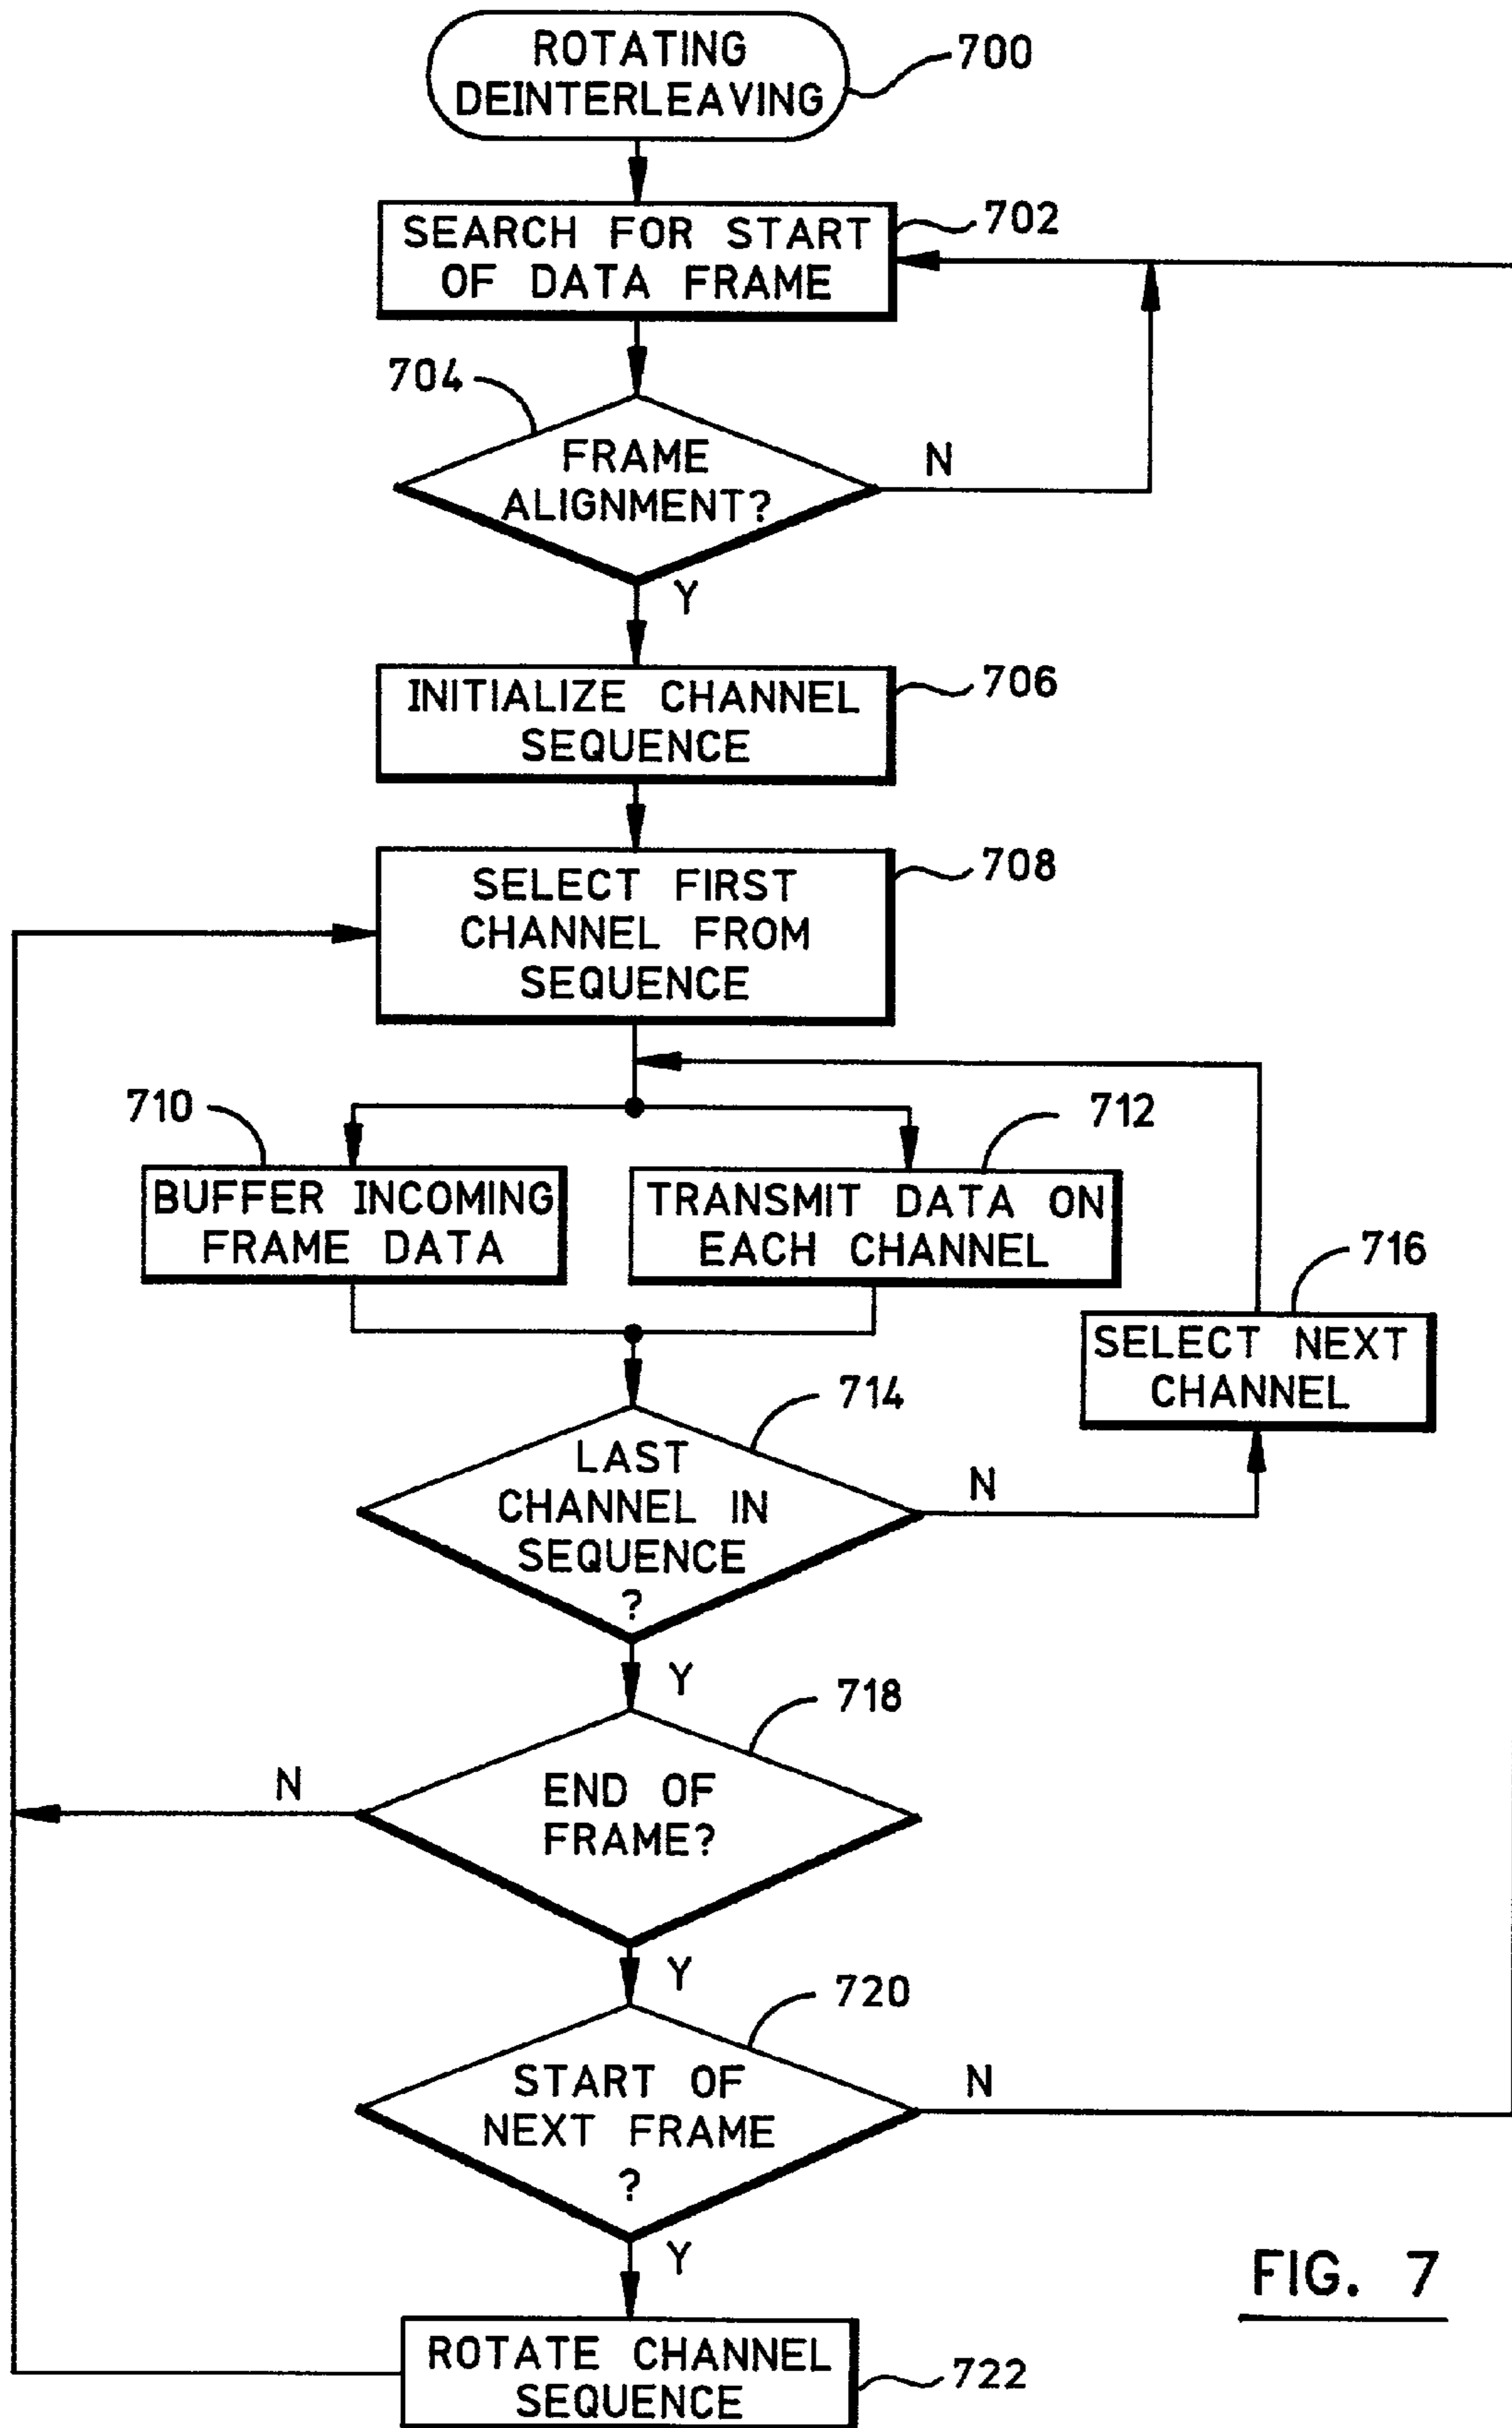 ROTATING
DEINTERLEAVING
700
SEARCH FOR START
OF DATA FRAME
702
704
FRAME
ALIGNMENT?
N
Y
INITIALIZE CHANNEL
SEQUENCE
706
SELECT FIRST
CHANNEL FROM
SEQUENCE
708
710
712
BUFFER INCOMING
FRAME DATA
TRANSMIT DATA ON
EACH CHANNEL
716
SELECT NEXT
CHANNEL
714
LAST
CHANNEL IN
SEQUENCE
?
N
Y
718
END OF
FRAME?
N
Y
720
START OF
NEXT FRAME
?
N
Y
FIG. 7
ROTATE CHANNEL
SEQUENCE
722